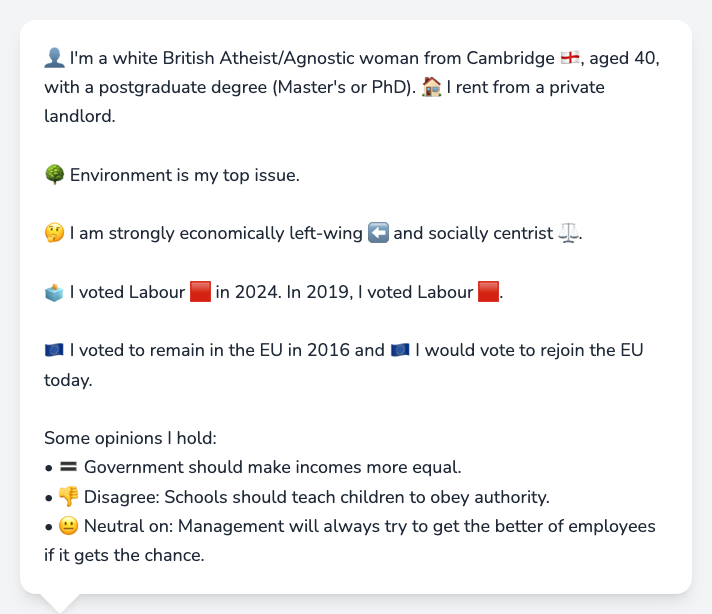 👤 I'm a white British Atheist/Agnostic woman from Cambridge 🏴󠁧󠁢󠁥󠁮󠁧󠁿, aged 40,
with a postgraduate degree (Master's or PhD). 🏠 I rent from a private
landlord.
🌳 Environment is my top issue.
🤔 I am strongly economically left-wing ⬅️ and socially centrist ⚖️.
🗳️ I voted Labour 🟥 in 2024. In 2019, I voted Labour 🟥.
🇪🇺 I voted to remain in the EU in 2016 and 🇪🇺 I would vote to rejoin the EU
today.
Some opinions I hold:
• 🟰 Government should make incomes more equal.
• 👎 Disagree: Schools should teach children to obey authority.
• 😐 Neutral on: Management will always try to get the better of employees
if it gets the chance.